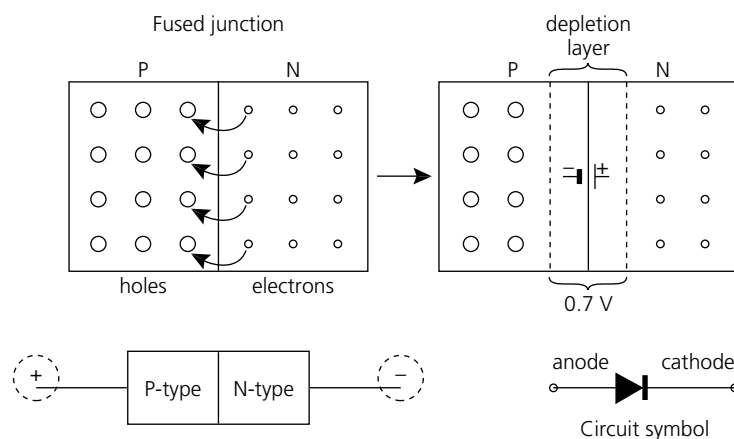 Fused junction
depletion
layer
P
N
P
N
− +
holes
electrons
0.7 V
+
P-type
N-type
−
anode
cathode
Circuit symbol